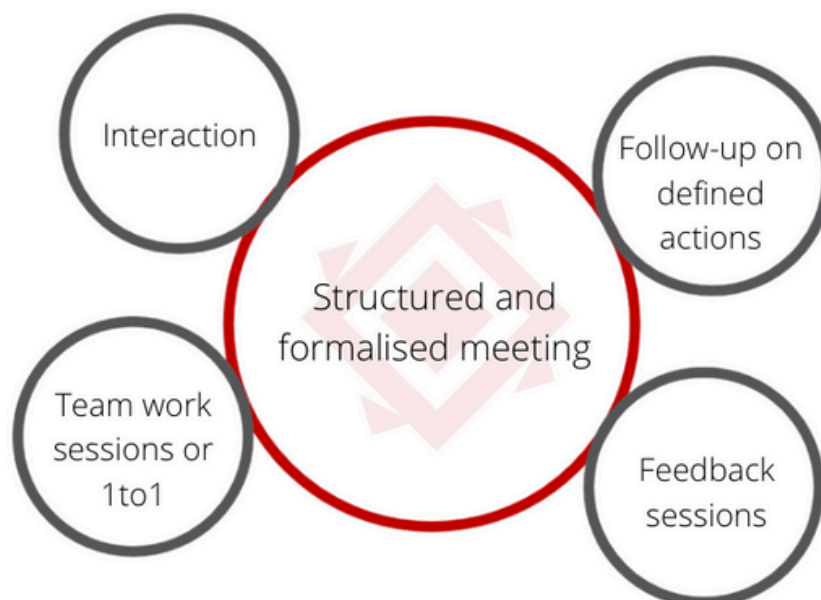 Interaction
Follow-up on
defined
actions
Structured and
formalised meeting
Team work
sessions or
1to1
Feedback
sessions